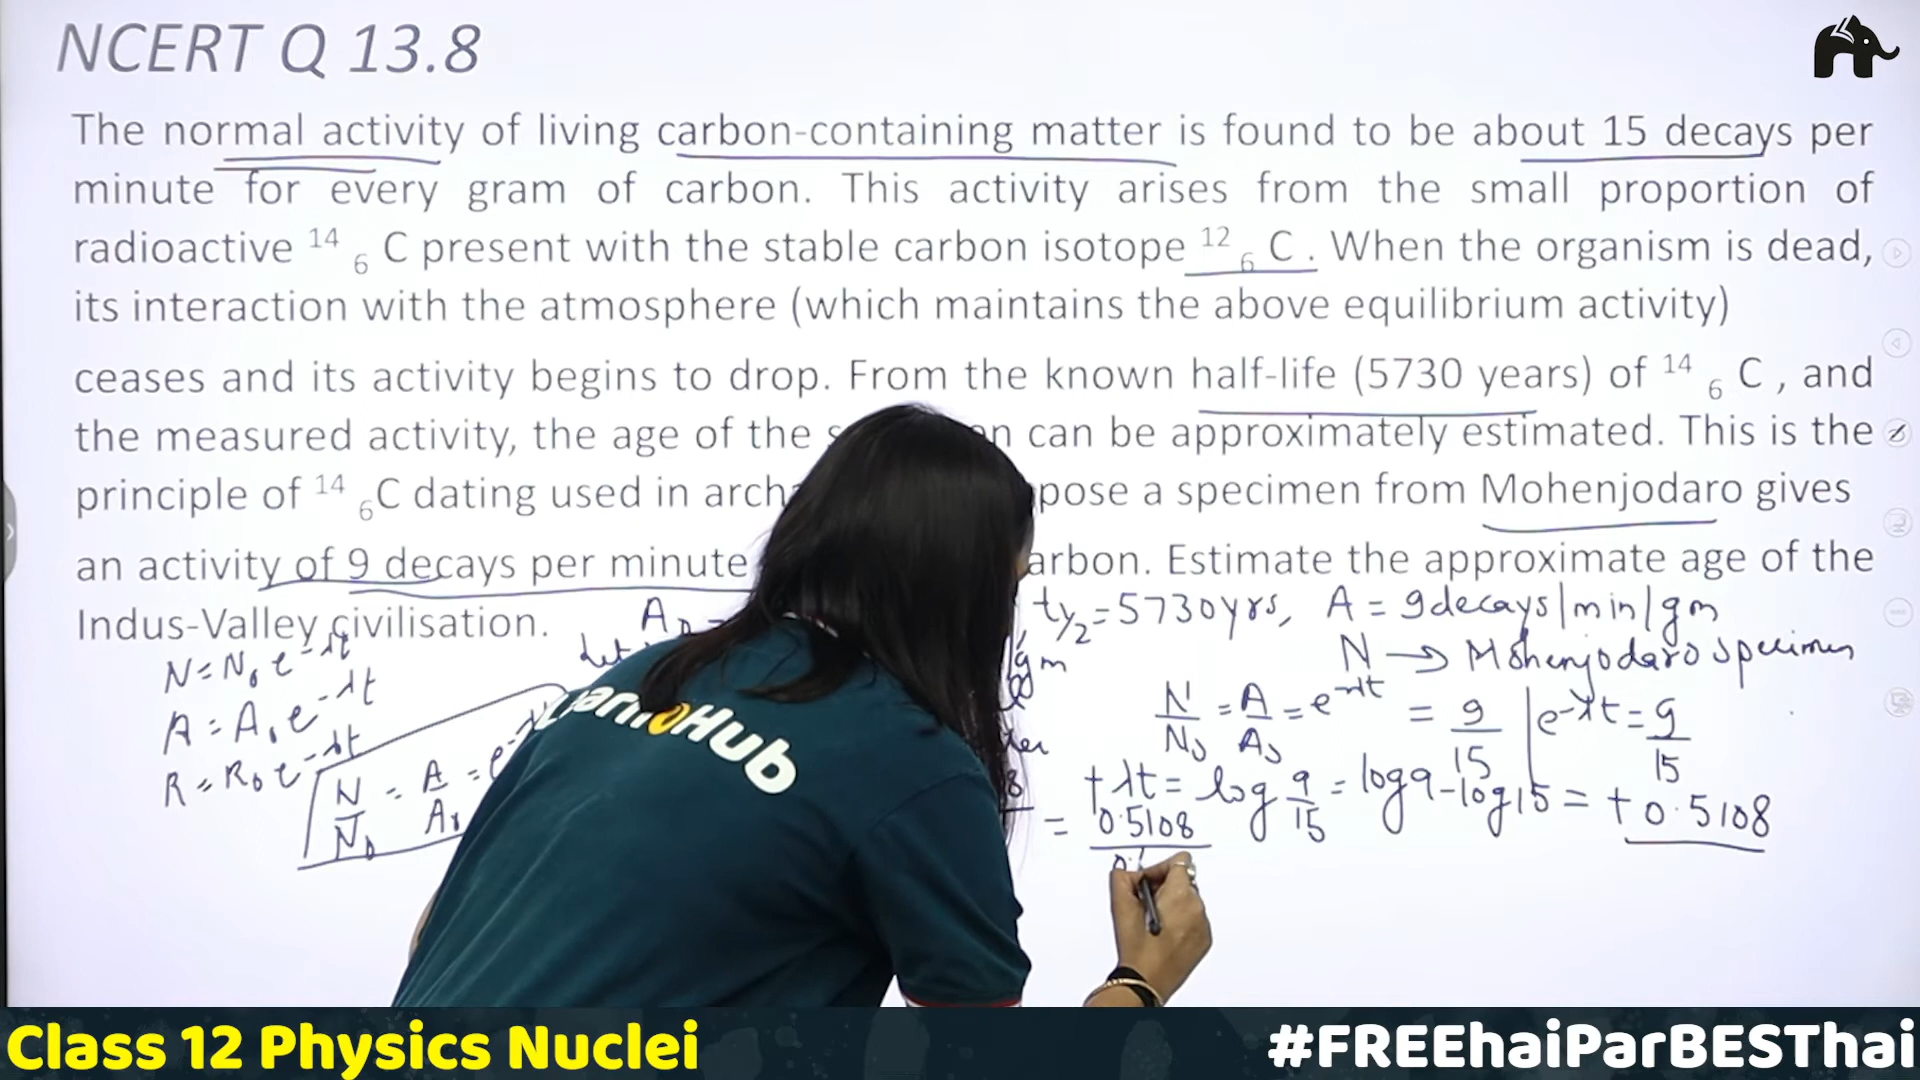 NCERT Q 13.8
The normal activity of living carbon-containing matter is found to be about 15 decays per
minute for every gram of carbon. This activity arises from the small proportion of
radioactive ¹⁴ ₆ C present with the stable carbon isotope ¹² ₆ C . When the organism is dead,
its interaction with the atmosphere (which maintains the above equilibrium activity)
ceases and its activity begins to drop. From the known half-life (5730 years) of ¹⁴ ₆ C , and
the measured activity, the age of the s n can be approximately estimated. This is the
principle of ¹⁴ ₆C dating used in arch pose a specimen from Mohenjodaro gives
an activity of 9 decays per minute arbon. Estimate the approximate age of the
Indus-Valley civilisation.
t1/2 = 5730yrs, A = 9decays/min/gm
N → Mohenjodaro specimen
gm
N = N₀ e^-λt
A = A₀ e^-λt
R = R₀ e^-λt
N/N₀ = A/A₀ = e
N/N₀ = A/A₀ = e^-λt = 9/15 | e^-λt = 9/15
+ λt = log 9/15 = log9 - log15 = + 0.5108
= 0.5108
LearnoHub
Class 12 Physics Nuclei
#FREEhaiParBESThai